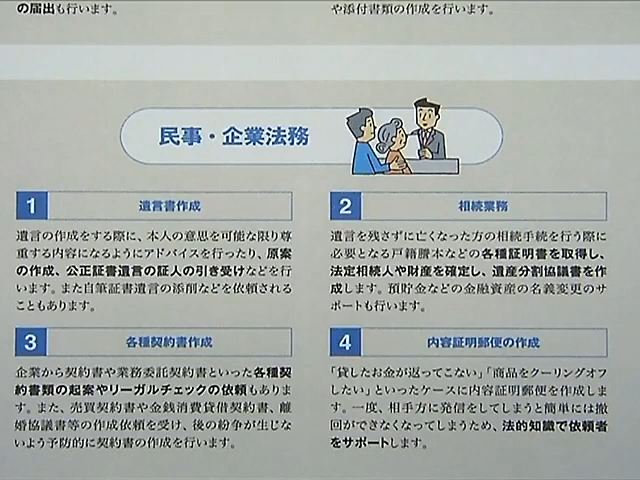 の届出も行います。
や添付書類の作成を行います。
民事・企業法務
1 遺言書作成
遺言の作成をする際に、本人の意思を可能な限り尊
重する内容になるようにアドバイスを行ったり、原案
の作成、公正証書遺言の証人の引き受けなどを行
います。また自筆証書遺言の添削などを依頼される
こともあります。
2 相続業務
遺言を残さずに亡くなった方の相続手続を行う際に
必要となる戸籍謄本などの各種証明書を取得し、
法定相続人や財産を確定し、遺産分割協議書を作
成します。預貯金などの金融資産の名義変更のサ
ポートも行います。
3 各種契約書作成
企業から契約書や業務委託契約書といった各種契
約書類の起案やリーガルチェックの依頼もありま
す。また、売買契約書や金銭消費貸借契約書、離
婚協議書等の作成依頼を受け、後の紛争が生じな
いよう予防的に契約書の作成を行います。
4 内容証明郵便の作成
「貸したお金が返ってこない」「商品をクーリングオフ
したい」といったケースに内容証明郵便を作成しま
す。一度、相手方に発信をしてしまうと簡単には撤
回ができなくなってしまうため、法的知識で依頼者
をサポートします。